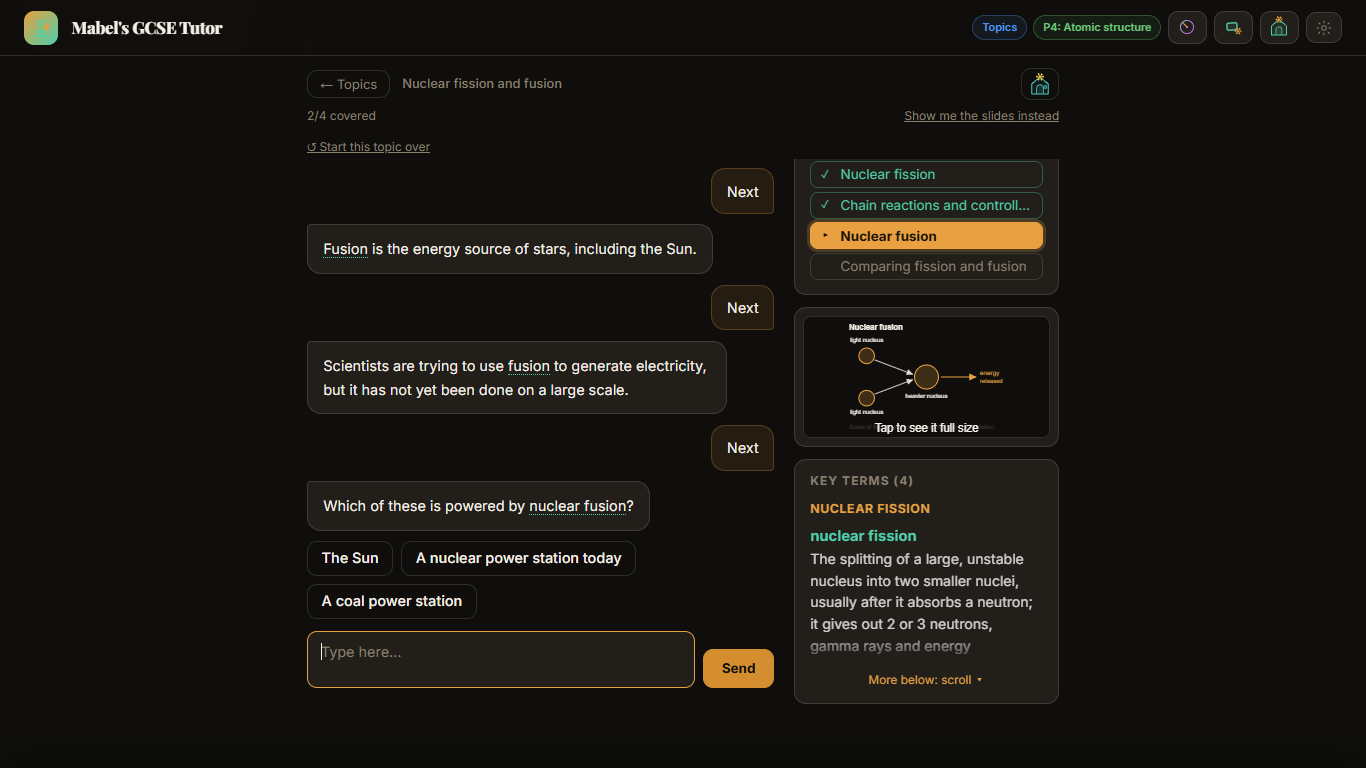 Mabel's GCSE Tutor
Topics
P4: Atomic structure
← Topics
Nuclear fission and fusion
2/4 covered
Show me the slides instead
↺ Start this topic over
Next
Fusion is the energy source of stars, including the Sun.
Next
Scientists are trying to use fusion to generate electricity,
but it has not yet been done on a large scale.
Next
Which of these is powered by nuclear fusion?
The Sun
A nuclear power station today
A coal power station
Type here...
Send
✓ Nuclear fission
✓ Chain reactions and controll...
▸ Nuclear fusion
Comparing fission and fusion
Nuclear fusion
light nucleus
energy
released
heavier nucleus
light nucleus
Tap to see it full size
KEY TERMS (4)
NUCLEAR FISSION
nuclear fission
The splitting of a large, unstable
nucleus into two smaller nuclei,
usually after it absorbs a neutron;
it gives out 2 or 3 neutrons,
gamma rays and energy
More below: scroll ▾